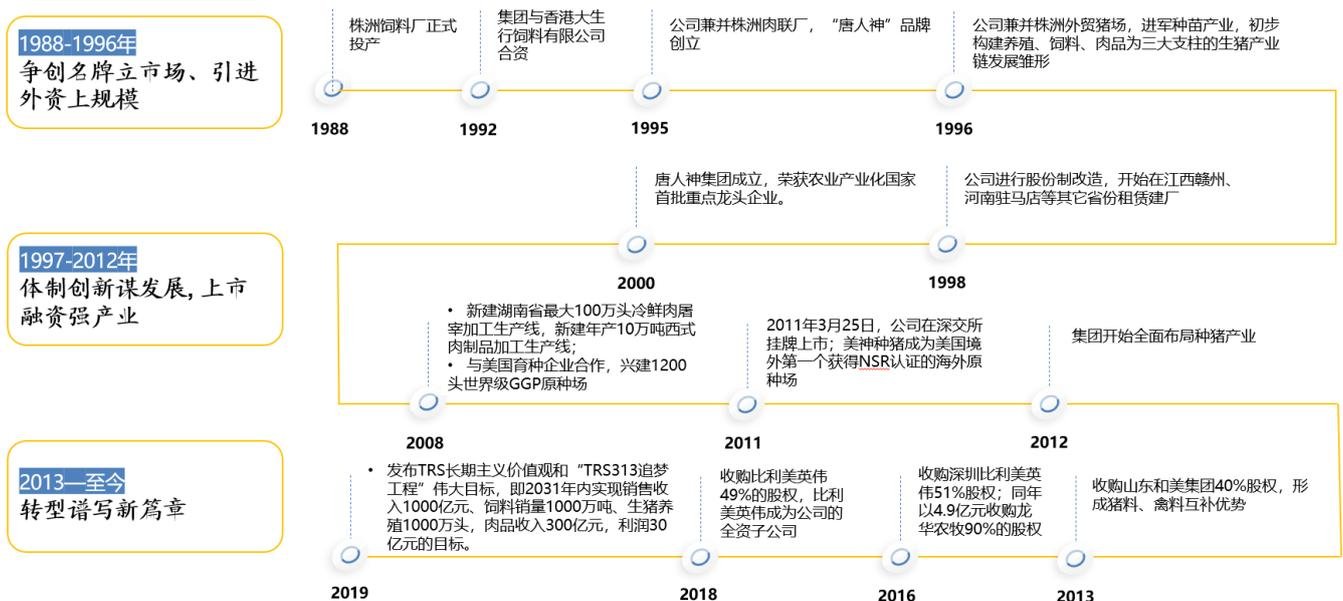 1988-1996年
争创名牌立市场、引进
外资上规模
株洲饲料厂正式
投产
1988
集团与香港大生
行饲料有限公司
合资
1992
公司兼并株洲肉联厂，“唐人神”品牌
创立
1995
公司兼并株洲外贸猪场，进军种苗产业，初步
构建养殖、饲料、肉品为三大支柱的生猪产业
链发展雏形
1996
1997-2012年
体制创新谋发展，上市
融资强产业
公司进行股份制改造，开始在江西赣州、
河南驻马店等其它省份租赁建厂
1998
唐人神集团成立，荣获农业产业化国家
首批重点龙头企业。
2000
• 新建湖南省最大100万头冷鲜肉屠
宰加工生产线，新建年产10万吨西式
肉制品加工生产线；
• 与美国育种企业合作，兴建1200
头世界级GGP原种场
2008
2011年3月25日，公司在深交所
挂牌上市；美神种猪成为美国境
外第一个获得NSR认证的海外原
种场
2011
集团开始全面布局种猪产业
2012
2013—至今
转型谱写新篇章
收购山东和美集团40%股权，形
成猪料、禽料互补优势
2013
收购深圳比利美英
伟51%股权；同年
以4.9亿元收购龙
华农牧90%的股权
2016
收购比利美英伟
49%的股权，比利
美英伟成为公司的
全资子公司
2018
• 发布TRS长期主义价值观和“TRS313追梦
工程”伟大目标，即2031年内实现销售收
入1000亿元、饲料销量1000万吨、生猪养
殖1000万头，肉品收入300亿元，利润30
亿元的目标。
2019